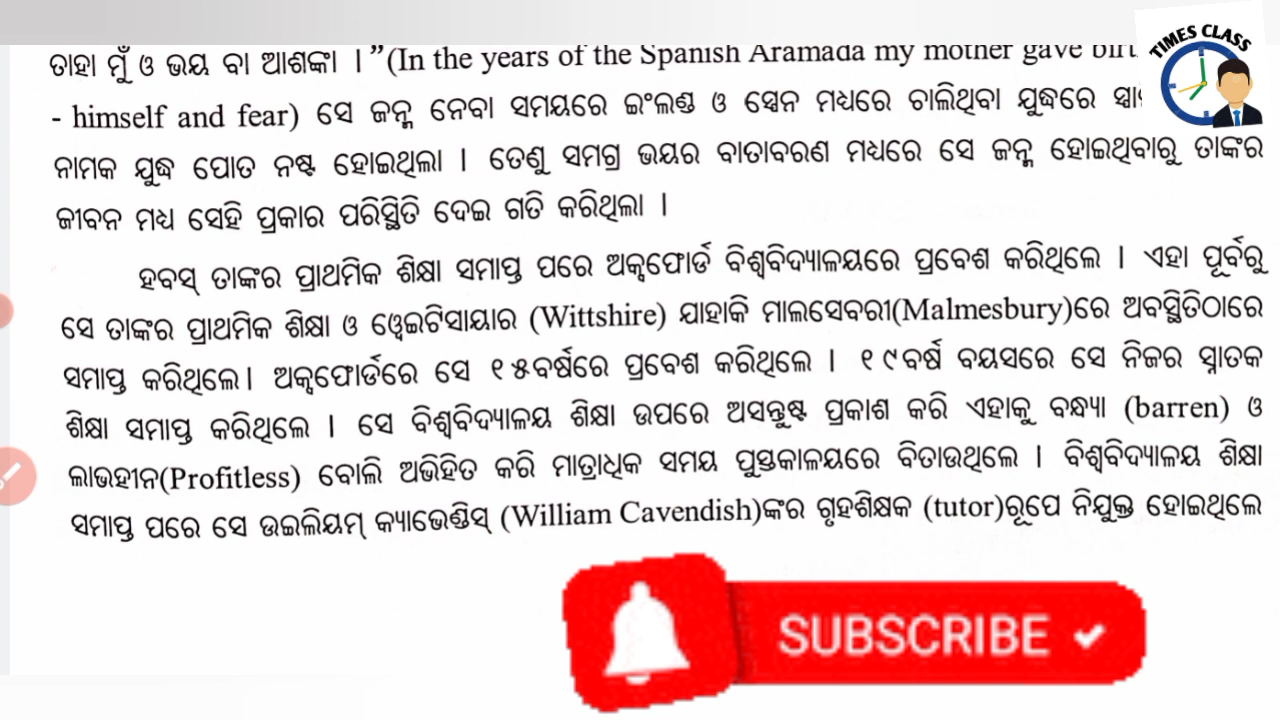 ତାହା ମୁଁ ଓ ଭୟ ବା ଆଶଙ୍କା । ”(In the years of the Spanish Aramada my mother gave
- himself and fear) ସେ ଜନ୍ମ ନେବା ସମୟରେ ଇଂଲଣ୍ଡ ଓ ସ୍ପେନ ମଧ୍ୟରେ ଚାଲିଥିବା ଯୁଦ୍ଧରେ
ନାମକ ଯୁଦ୍ଧ ପୋତ ନଷ୍ଟ ହୋଇଥିଲା । ତେଣୁ ସମଗ୍ର ଭୟର ବାତାବରଣ ମଧ୍ୟରେ ସେ ଜନ୍ମ ହୋଇଥିବାରୁ ତାଙ୍କର
ଜୀବନ ମଧ୍ୟ ସେହି ପ୍ରକାର ପରିସ୍ଥିତି ଦେଇ ଗତି କରିଥିଲା ।
ହବସ୍ ତାଙ୍କର ପ୍ରାଥମିକ ଶିକ୍ଷା ସମାପ୍ତ ପରେ ଅକ୍ସଫୋର୍ଡ ବିଶ୍ୱବିଦ୍ୟାଳୟରେ ପ୍ରବେଶ କରିଥିଲେ । ଏହା ପୂର୍ବରୁ
ସେ ତାଙ୍କର ପ୍ରାଥମିକ ଶିକ୍ଷା ଓ ୱେଇଟିସାୟାର (Wittshire) ଯାହାକି ମାଲସେବରୀ(Malmesbury)ରେ ଅବସ୍ଥିତିଠାରେ
ସମାପ୍ତ କରିଥିଲେ। ଅକ୍ସଫୋର୍ଡରେ ସେ ୧୫ବର୍ଷରେ ପ୍ରବେଶ କରିଥିଲେ । ୧୯ବର୍ଷ ବୟସରେ ସେ ନିଜର ସ୍ନାତକ
ଶିକ୍ଷା ସମାପ୍ତ କରିଥିଲେ । ସେ ବିଶ୍ୱବିଦ୍ୟାଳୟ ଶିକ୍ଷା ଉପରେ ଅସନ୍ତୁଷ୍ଟ ପ୍ରକାଶ କରି ଏହାକୁ ବନ୍ଧ୍ୟା (barren) ଓ
ଲାଭହୀନ(Profitless) ବୋଲି ଅଭିହିତ କରି ମାତ୍ରାଧିକ ସମୟ ପୁସ୍ତକାଳୟରେ ବିତାଉଥିଲେ । ବିଶ୍ୱବିଦ୍ୟାଳୟ ଶିକ୍ଷା
ସମାପ୍ତ ପରେ ସେ ଉଇଲିୟମ୍ କ୍ୟାଭେଣ୍ଡିସ୍ (William Cavendish)ଙ୍କର ଗୃହଶିକ୍ଷକ (tutor)ରୂପେ ନିଯୁକ୍ତ ହୋଇଥିଲେ
TIMES CLASS
SUBSCRIBE